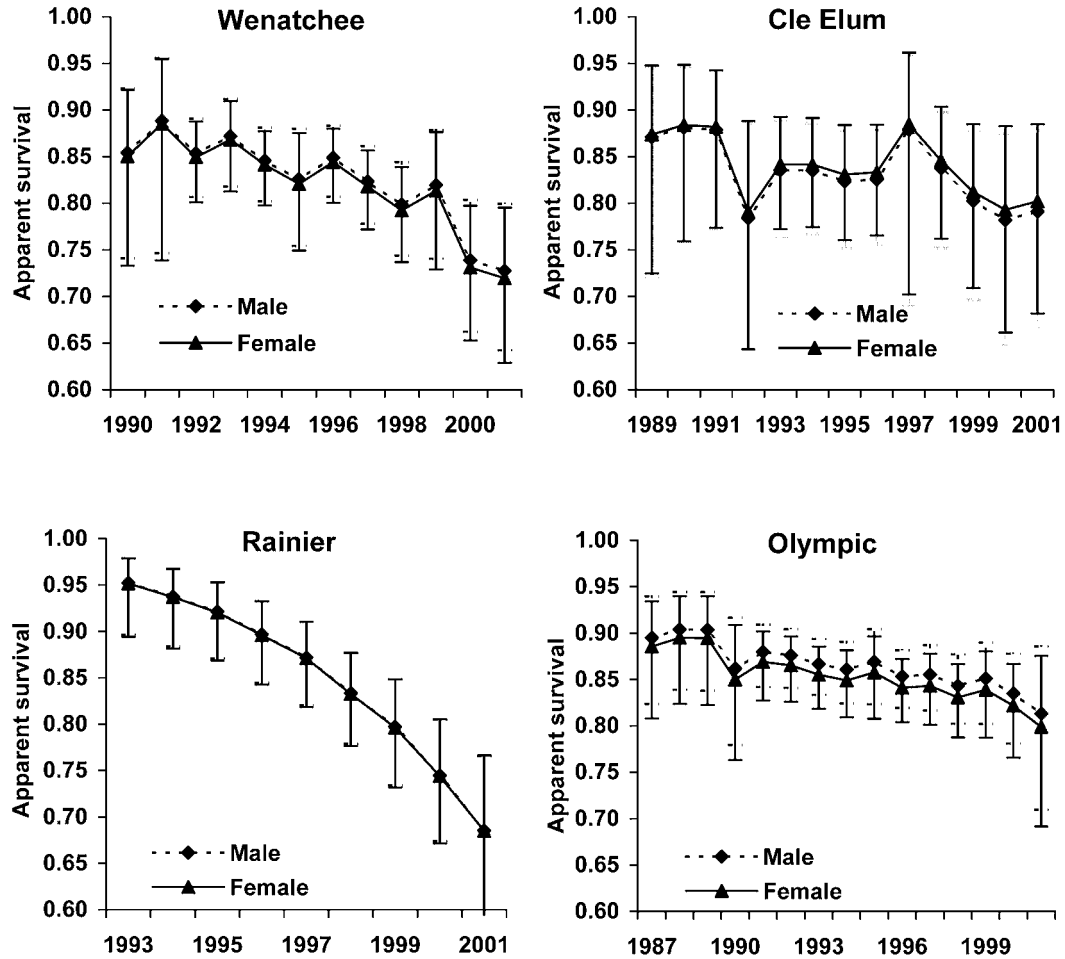 Wenatchee
Apparent survival
1.00
0.95
0.90
0.85
0.80
0.75
0.70
0.65
0.60
Male
Female
1990 1992 1994 1996 1998 2000
Cle Elum
Apparent survival
1.00
0.95
0.90
0.85
0.80
0.75
0.70
0.65
0.60
Male
Female
1989 1991 1993 1995 1997 1999 2001
Rainier
Apparent survival
1.00
0.95
0.90
0.85
0.80
0.75
0.70
0.65
0.60
Male
Female
1993 1995 1997 1999 2001
Olympic
Apparent survival
1.00
0.95
0.90
0.85
0.80
0.75
0.70
0.65
0.60
Male
Female
1987 1990 1993 1996 1999